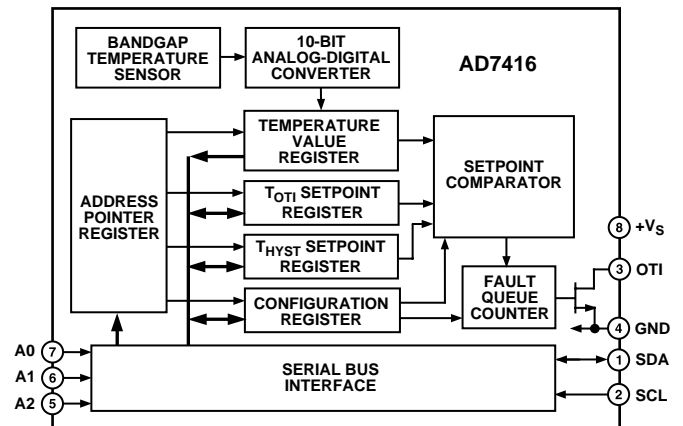 BANDGAP
TEMPERATURE
SENSOR
10-BIT
ANALOG-DIGITAL
CONVERTER
AD7416
ADDRESS
POINTER
REGISTER
TEMPERATURE
VALUE
REGISTER
SETPOINT
COMPARATOR
TOTI SETPOINT
REGISTER
THYST SETPOINT
REGISTER
CONFIGURATION
REGISTER
FAULT
QUEUE
COUNTER
8 +VS
3 OTI
4 GND
1 SDA
2 SCL
A0 7
A1 6
A2 5
SERIAL BUS
INTERFACE